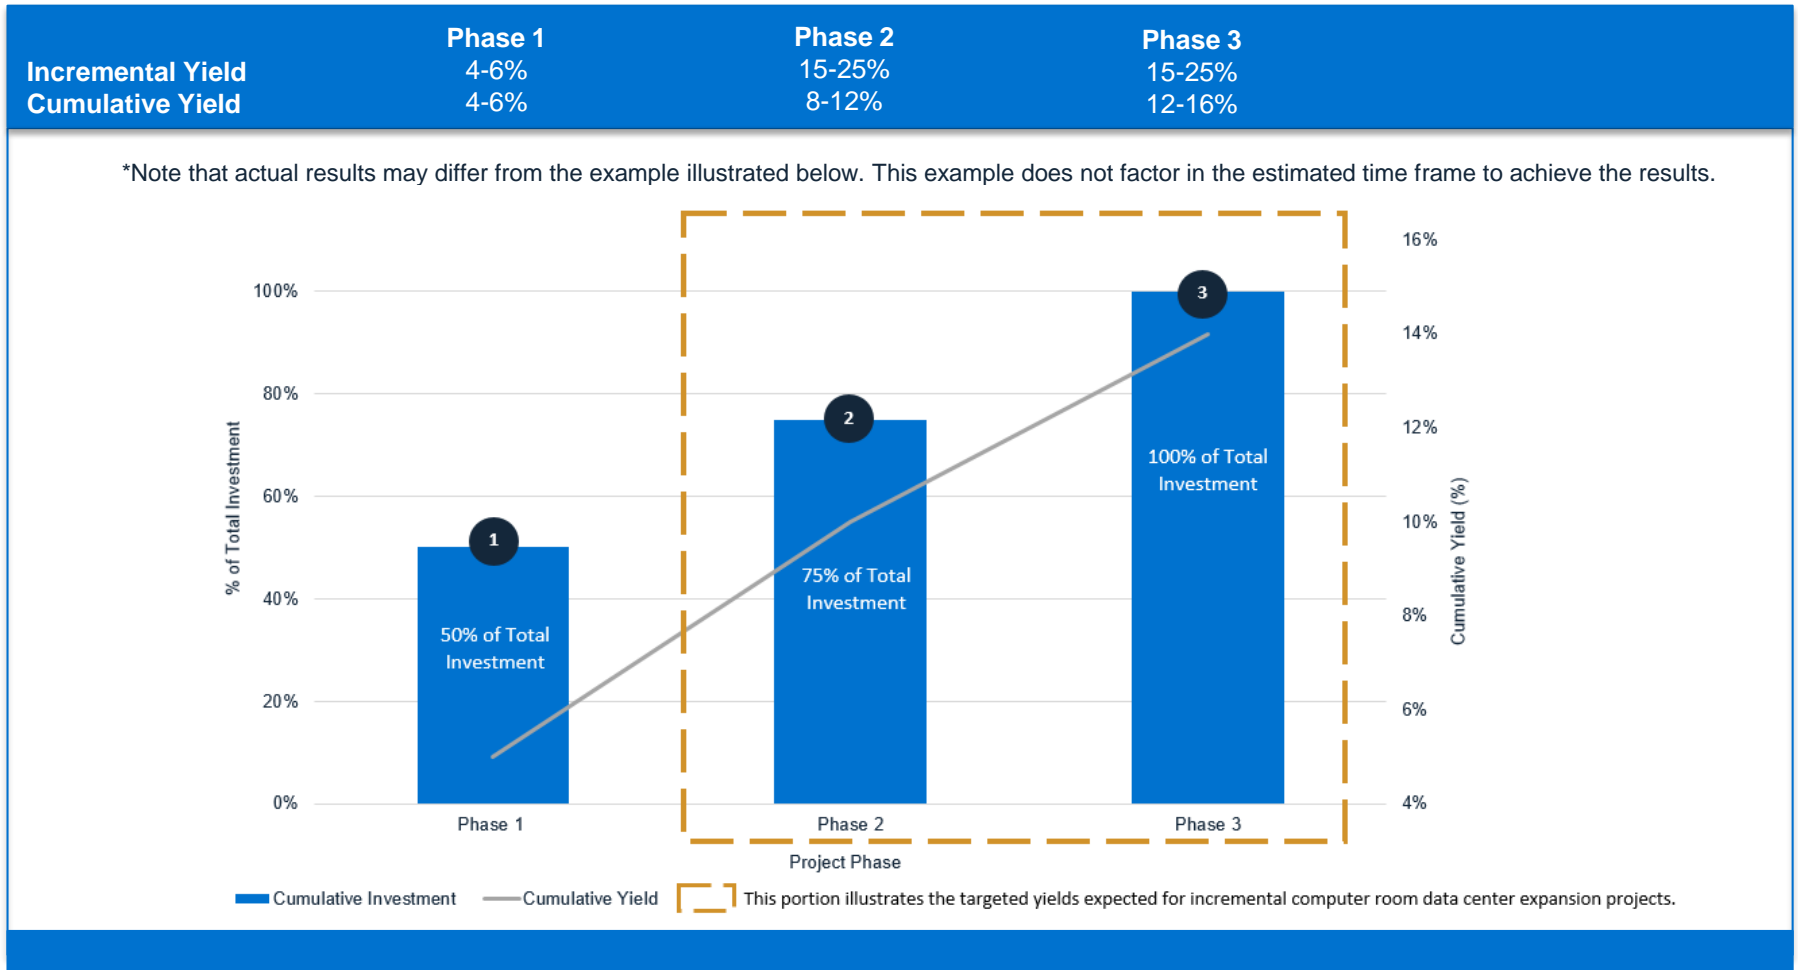 Phase 1 Phase 2 Phase 3
Incremental Yield 4-6% 15-25% 15-25%
Cumulative Yield 4-6% 8-12% 12-16%
*Note that actual results may differ from the example illustrated below. This example does not factor in the estimated time frame to achieve the results.
% of Total Investment
100%
80%
60%
40%
20%
0%
1
50% of Total
Investment
2
75% of Total
Investment
3
100% of Total
Investment
16%
14%
12%
10%
8%
6%
4%
Cumulative Yield (%)
Phase 1 Phase 2 Phase 3
Project Phase
Cumulative Investment Cumulative Yield This portion illustrates the targeted yields expected for incremental computer room data center expansion projects.